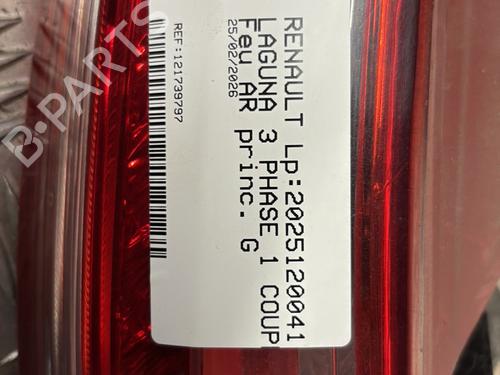 RENAULT Lp:2025120041
LAGUNA 3 PHASE 1 COUP
Feu AR princ. G
25/02/2026
REF:121739797
B-PARTS